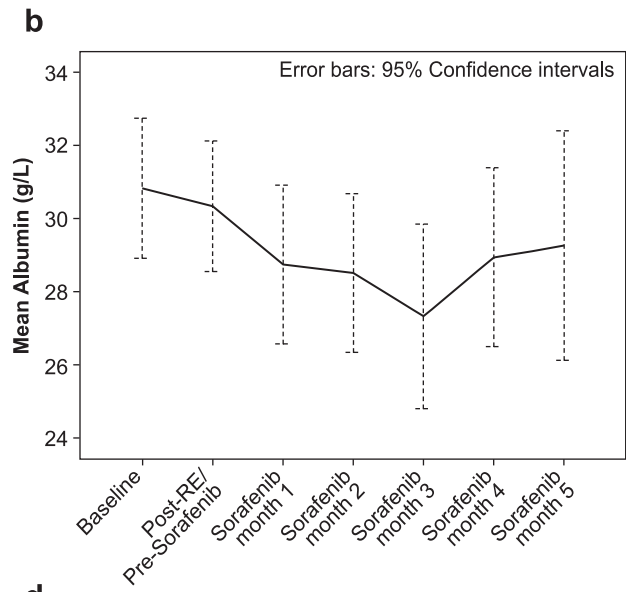 b
Error bars: 95% Confidence intervals
Mean Albumin (g/L)
34
32
30
28
26
24
Baseline
Post-RE/
Pre-Sorafenib
Sorafenib
month 1
Sorafenib
month 2
Sorafenib
month 3
Sorafenib
month 4
Sorafenib
month 5